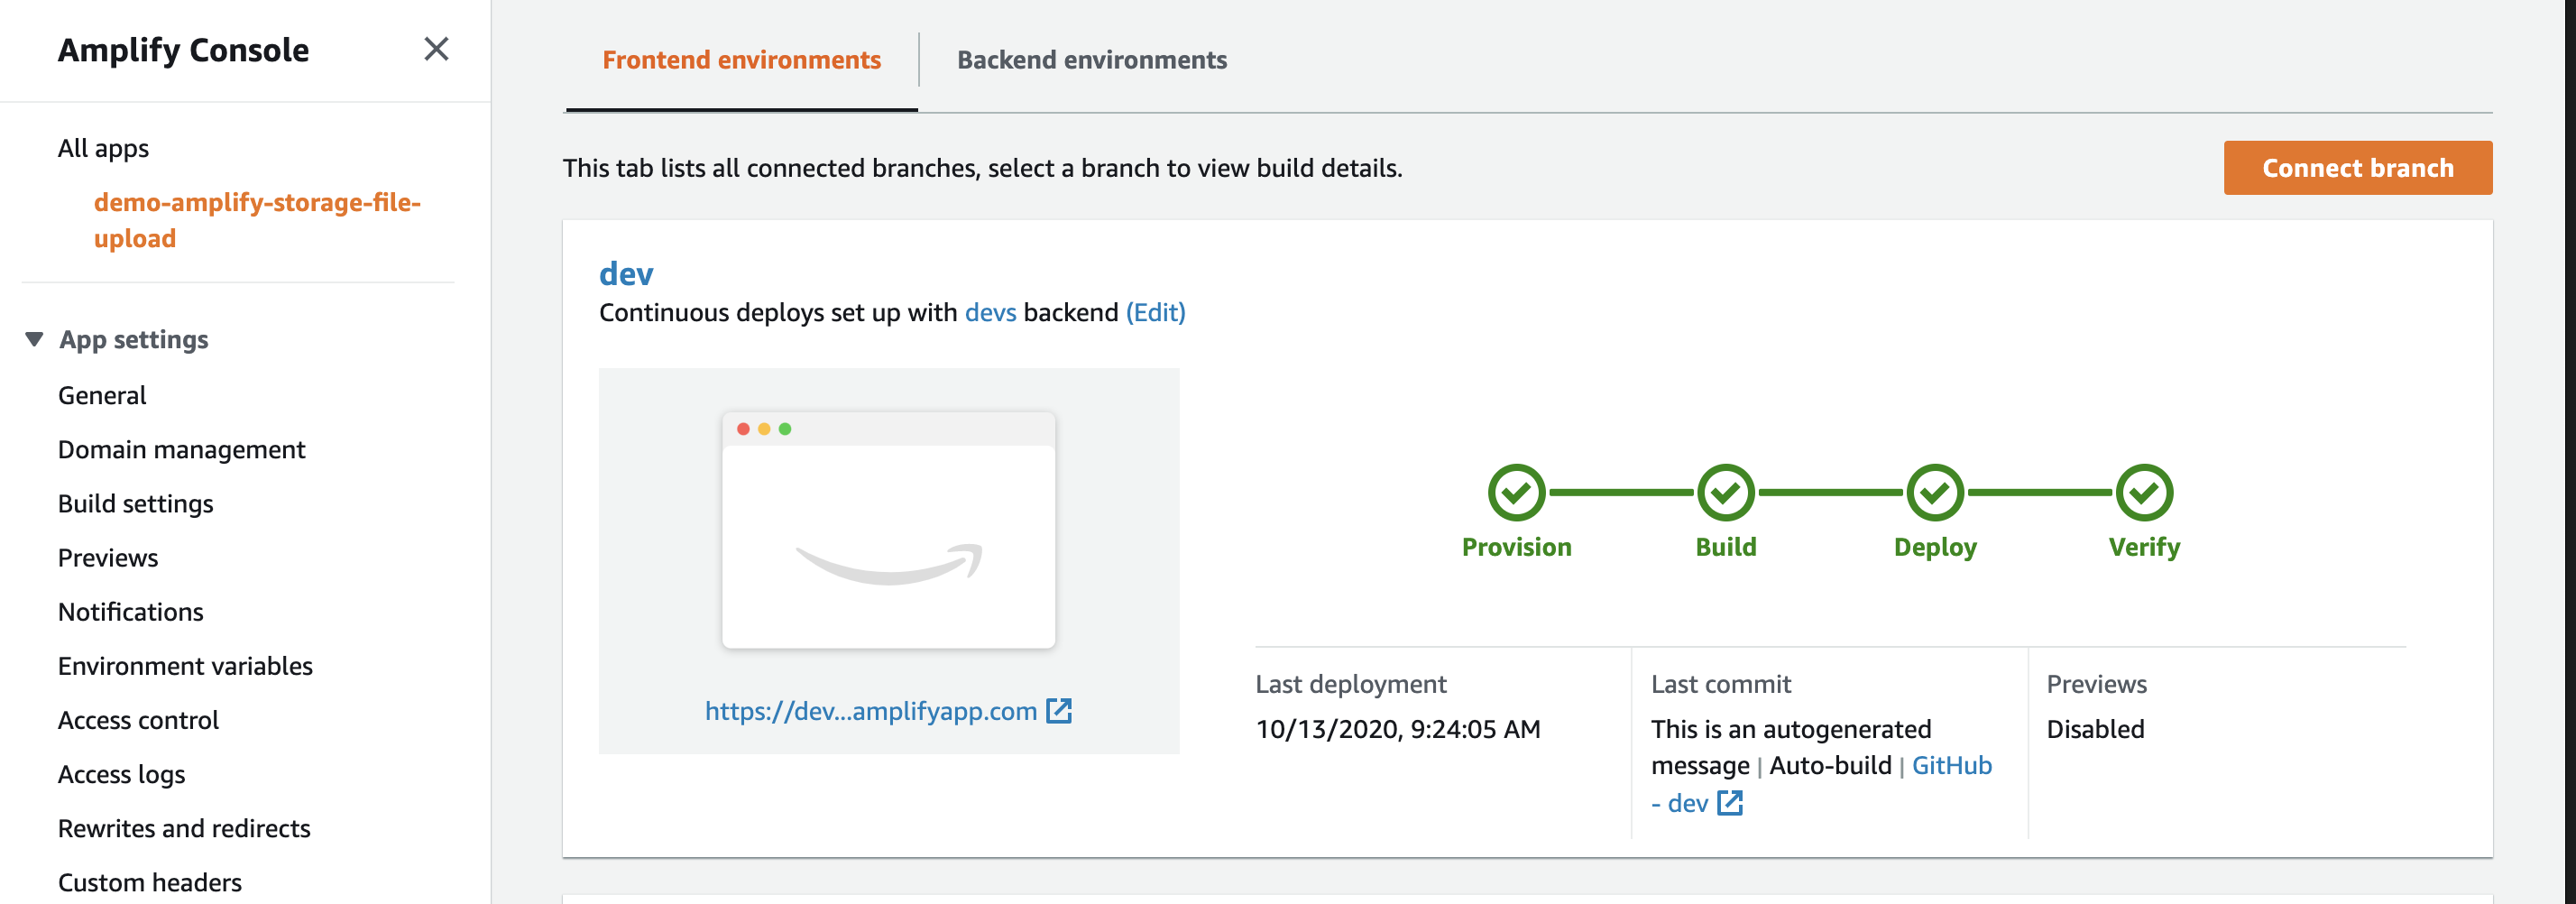 Amplify Console
All apps
demo-amplify-storage-file-
upload
App settings
General
Domain management
Build settings
Previews
Notifications
Environment variables
Access control
Access logs
Rewrites and redirects
Custom headers
Frontend environments
Backend environments
This tab lists all connected branches, select a branch to view build details.
Connect branch
dev
Continuous deploys set up with devs backend (Edit)
https://dev...amplifyapp.com
Provision
Build
Deploy
Verify
Last deployment
10/13/2020, 9:24:05 AM
Last commit
This is an autogenerated
message | Auto-build | GitHub
- dev
Previews
Disabled